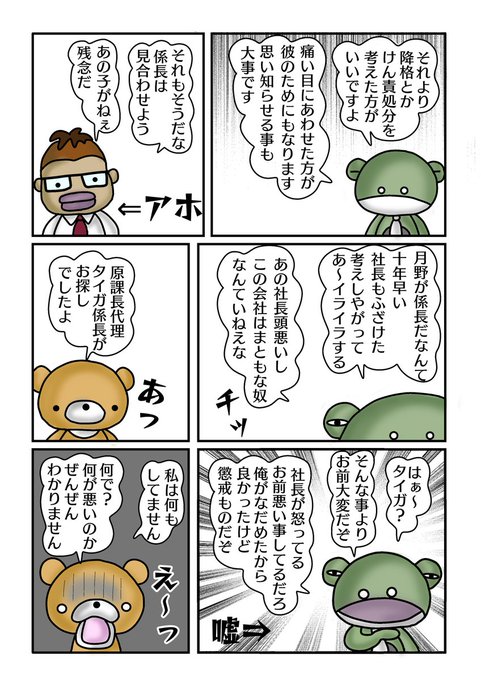 それより
降格とか
けん責処分を
考えた方が
いいですよ
痛い目にあわせた方が
彼のためにもなります
思い知らせる事も
大事です
それもそうだな
係長は
見合わせよう
あの子がねぇ
残念だ
⇐アホ
月野が係長だなんて
十年早い
社長もふざけた
考えしやがって
あ〜イライラする
あの社長頭悪いし
この会社はまともな奴
なんていねえな
チッ
原課長代理
タイガ係長が
お探し
でしたよ
あっ
はぁ〜
タイガ?
そんな事より
お前大変だぞ
社長が怒ってる
お前悪い事してるだろ
俺がなだめたから
良かったけど
懲戒ものだぞ
嘘⇒
私は何も
してません
何で?
何が悪いのか
ぜんぜん
わかりません
え〜っ